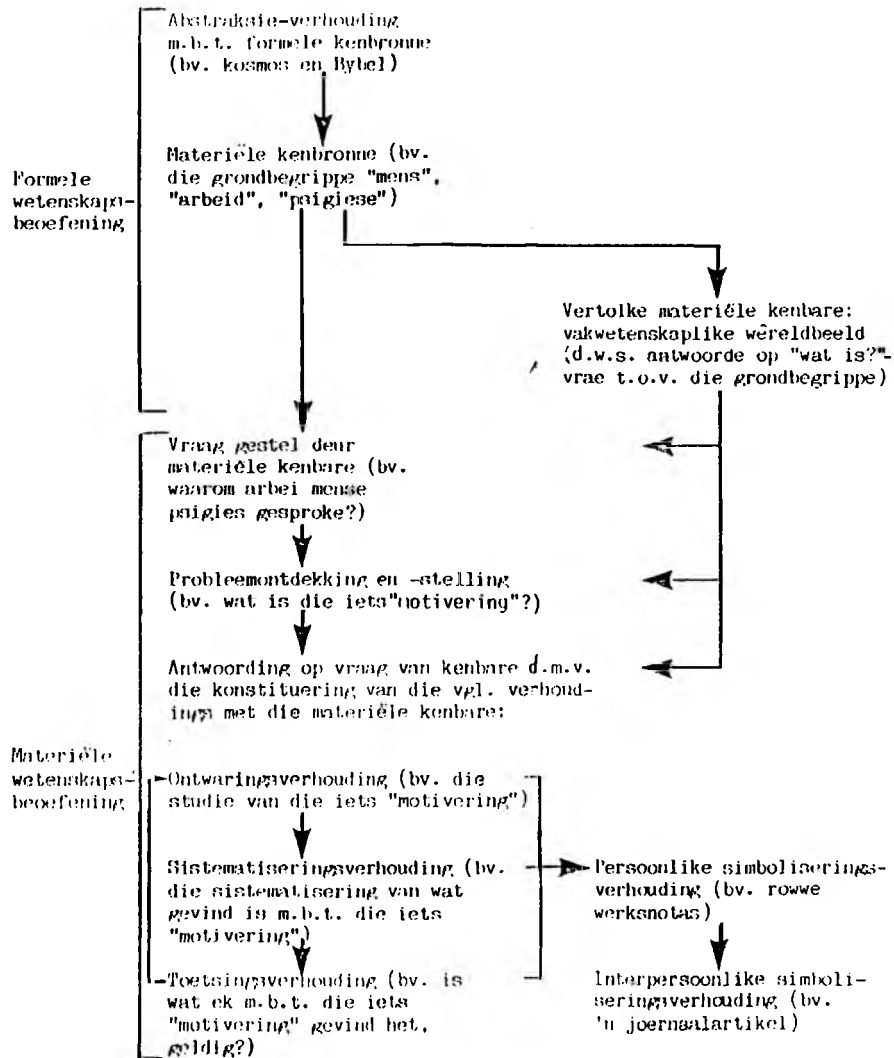 Abstraksie-verhouding
m.b.t. formele kenbronne
(bv. kosmos en Bybel)
Materiële kenbronne (bv.
die grondbegrippe "mens",
"arbeid", "psigiese")
Formele
wetenskaps-
beoefening
Vertolke materiële kenbare:
vakwetenskaplike wêreldbeeld
(d.w.s. antwoorde op "wat is?"-
vrae t.o.v. die grondbegrippe)
Vraag gestel deur
materiële kenbare (bv.
waarom arbei mense
psigies gesproke?)
Probleemontdekking en -stelling
(bv. wat is die iets"motivering"?)
Antwoording op vraag van kenbare d.m.v.
die konstituering van die vgl. verhoud-
ings met die materiële kenbare:
Materiële
wetenskaps-
beoefening
Ontwaringsverhouding (bv. die
studie van die iets "motivering")
Sistematiseringsverhouding (bv.
die sistematisering van wat
gevind is m.b.t. die iets
"motivering")
Persoonlike simboliserings-
verhouding (bv. rowwe
werksnotas)
Toetsingsverhouding (bv. is
wat ek m.b.t. die iets
"motivering" gevind het,
geldig?)
Interpersoonlike simboli-
seringsverhouding (bv.
'n joernaalartikel)